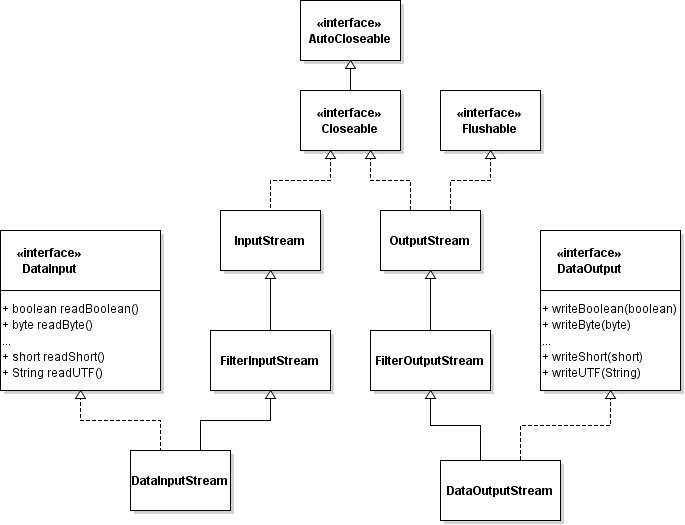 «interface»
AutoCloseable
«interface»
Closeable
«interface»
Flushable
InputStream
OutputStream
«interface»
DataInput
+ boolean readBoolean()
+ byte readByte()
...
+ short readShort()
+ String readUTF()
«interface»
DataOutput
+ writeBoolean(boolean)
+ writeByte(byte)
...
+ writeShort(short)
+ writeUTF(String)
FilterInputStream
FilterOutputStream
DataInputStream
DataOutputStream